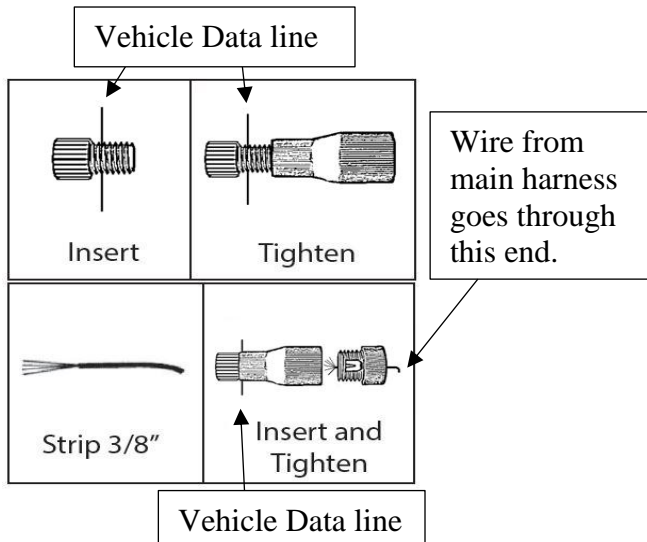 Vehicle Data line
Insert
Tighten
Wire from
main harness
goes through
this end.
Strip 3/8"
Insert and
Tighten
Vehicle Data line